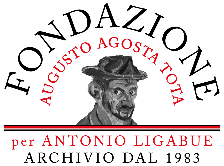 FONDAZIONE
AUGUSTO AGOSTA TOTA
per ANTONIO LIGABUE
ARCHIVIO DAL 1983